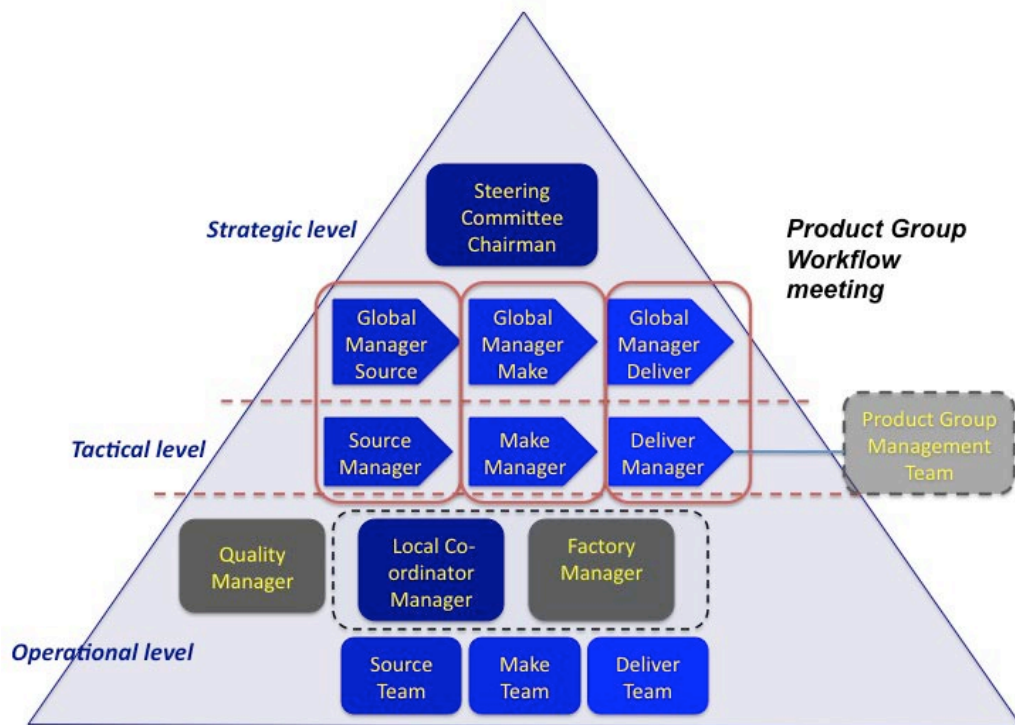 Steering
Committee
Chairman
Strategic level
Product Group
Workflow
meeting
Global
Manager
Source
Global
Manager
Make
Global
Manager
Deliver
Tactical level
Source
Manager
Make
Manager
Deliver
Manager
Product Group
Management
Team
Quality
Manager
Local Co-
ordinator
Manager
Factory
Manager
Operational level
Source
Team
Make
Team
Deliver
Team